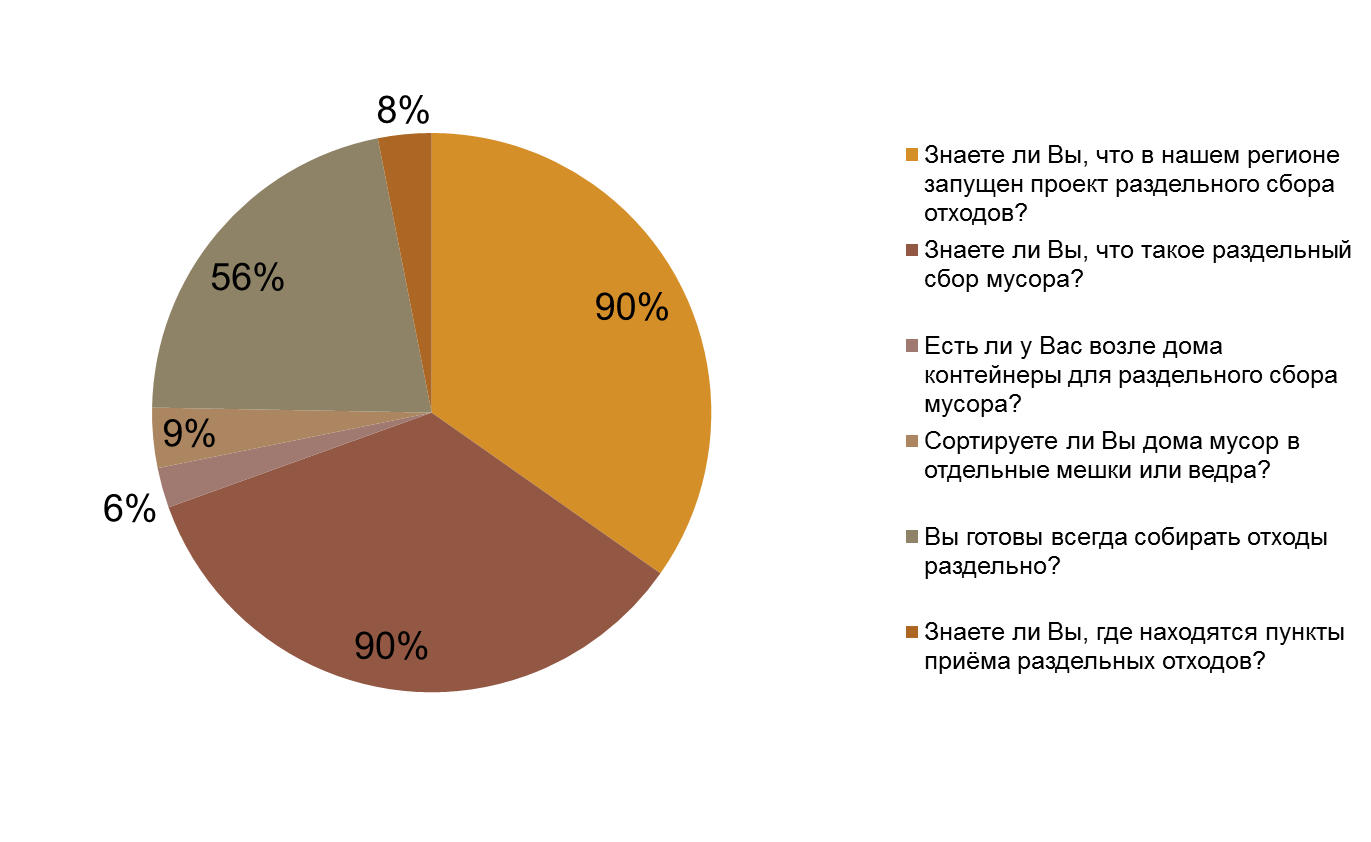 8%
90%
56%
9%
6%
90%
Знаете ли Вы, что в нашем регионе
запущен проект раздельного сбора
отходов?
Знаете ли Вы, что такое раздельный
сбор мусора?
Есть ли у Вас возле дома
контейнеры для раздельного сбора
мусора?
Сортируете ли Вы дома мусор в
отдельные мешки или ведра?
Вы готовы всегда собирать отходы
раздельно?
Знаете ли Вы, где находятся пункты
приёма раздельных отходов?